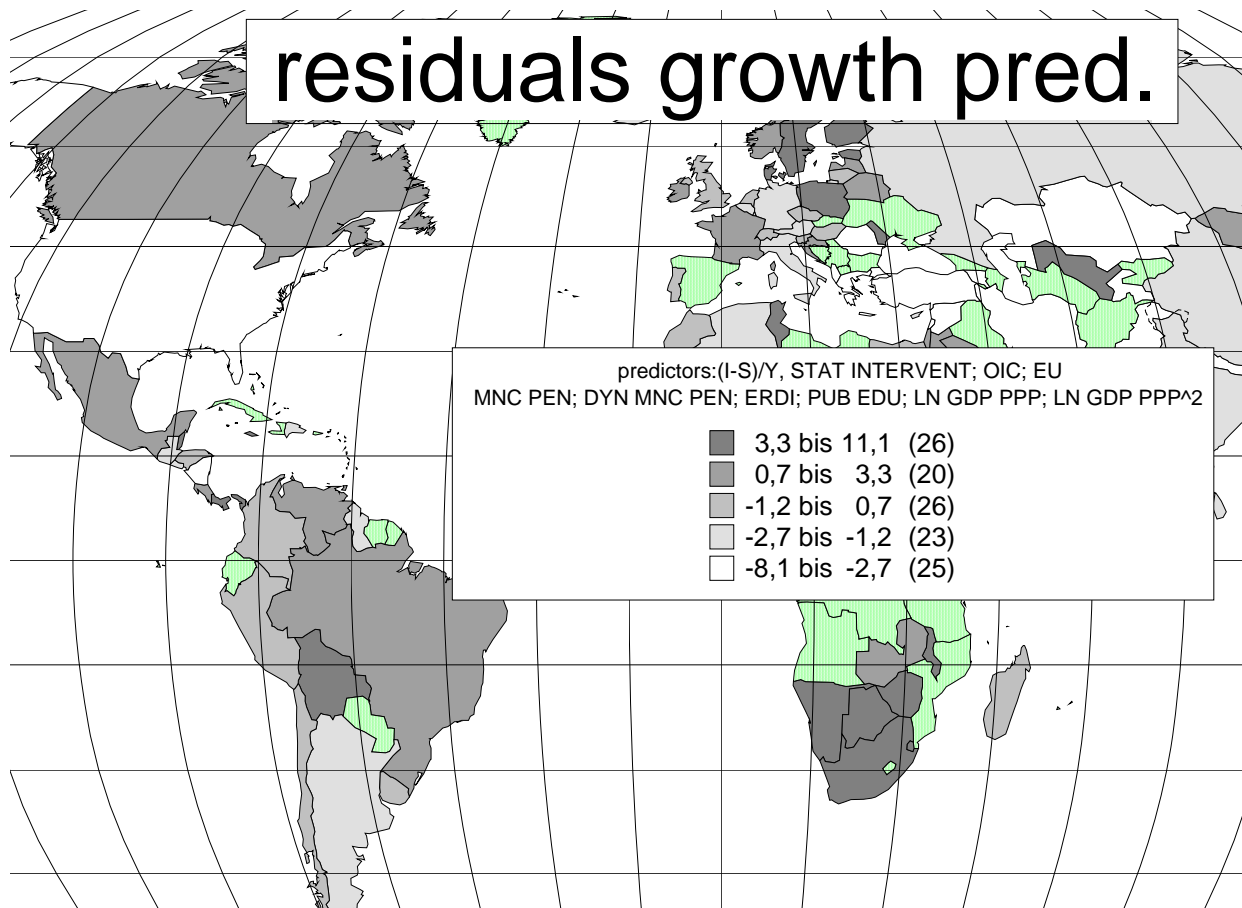 residuals growth pred.
predictors:(I-S)/Y, STAT INTERVENT; OIC; EU
MNC PEN; DYN MNC PEN; ERDI; PUB EDU; LN GDP PPP; LN GDP PPP^2
3,3 bis 11,1 (26)
0,7 bis 3,3 (20)
-1,2 bis 0,7 (26)
-2,7 bis -1,2 (23)
-8,1 bis -2,7 (25)